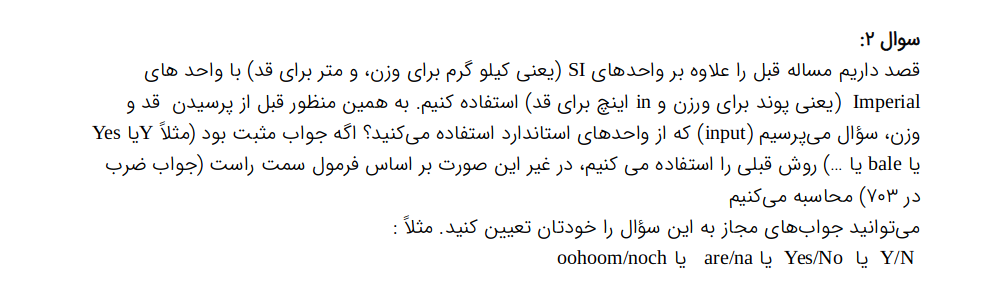 سوال ۲:
قصد داریم مساله قبل را علاوه بر واحدهای SI (یعنی کیلو گرم برای وزن، و متر برای قد) با واحد های
Imperial (یعنی پوند برای ورزن و in اینچ برای قد) استفاده کنیم. به همین منظور قبل از پرسیدن قد و
وزن، سؤال می‌پرسیم (input) که از واحدهای استاندارد استفاده می‌کنید؟ اگه جواب مثبت بود (مثلاً Yیا Yes
یا bale یا ...) روش قبلی را استفاده می کنیم، در غیر این صورت بر اساس فرمول سمت راست (جواب ضرب
در ۷۰۳) محاسبه می‌کنیم
می‌توانید جواب‌های مجاز به این سؤال را خودتان تعیین کنید. مثلاً :
Y/N یا Yes/No یا are/na یا oohoom/noch